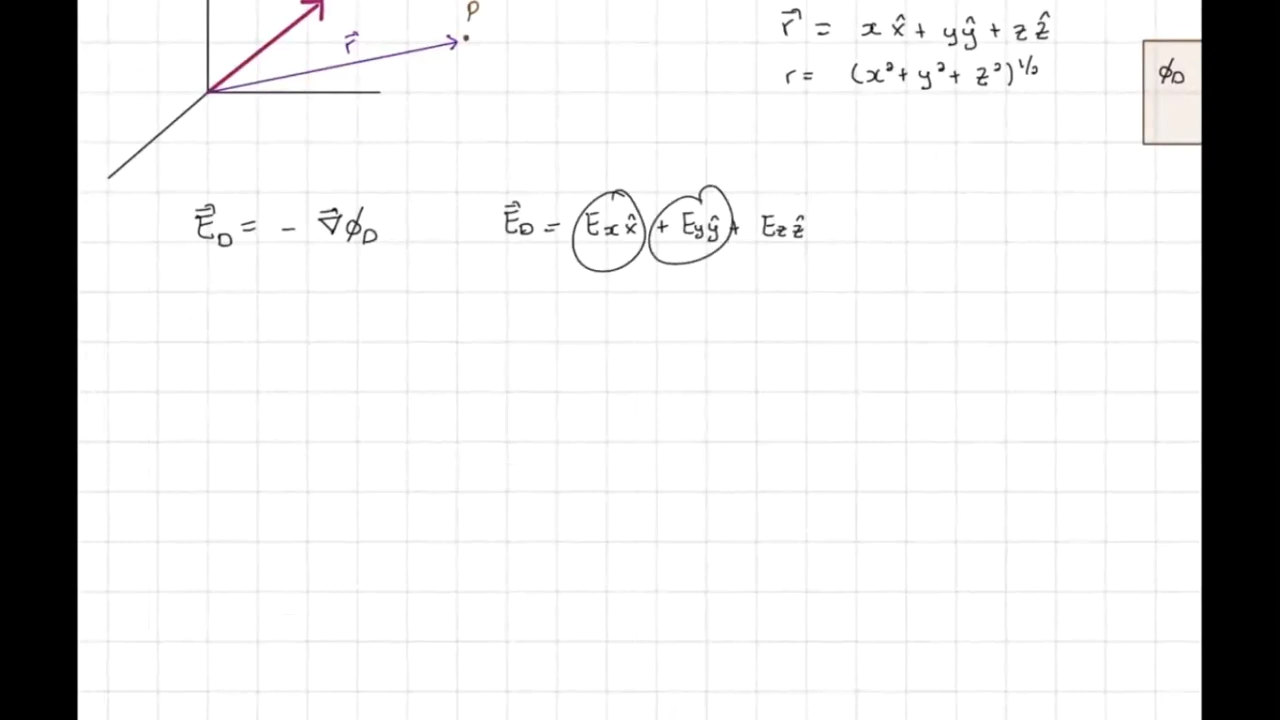 P
r⃗
r⃗ = x x̂ + y ŷ + z ẑ
r = (x² + y² + z²)^1/2
ϕ_D
E⃗_D = - ∇⃗ϕ_D
E⃗_D = E_x x̂ + E_y ŷ + E_z ẑ